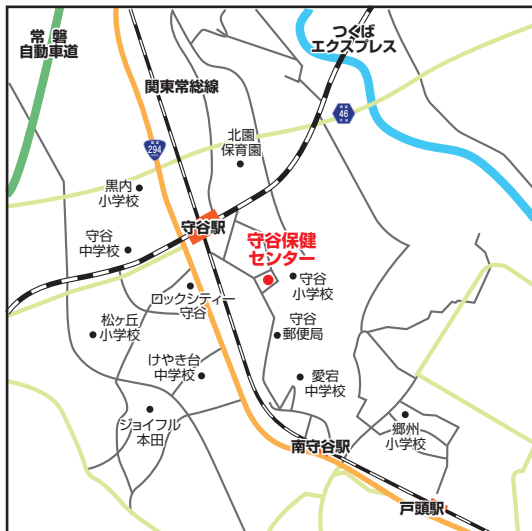 常磐
自動車道
つくば
エクスプレス
関東常総線
46
294
北園
保育園
黒内
小学校
守谷駅
守谷
中学校
守谷保健
センター
守谷
小学校
ロックシティー
守谷
松ヶ丘
小学校
守谷
郵便局
けやき台
中学校
愛宕
中学校
ジョイフル
本田
郷州
小学校
南守谷駅
戸頭駅